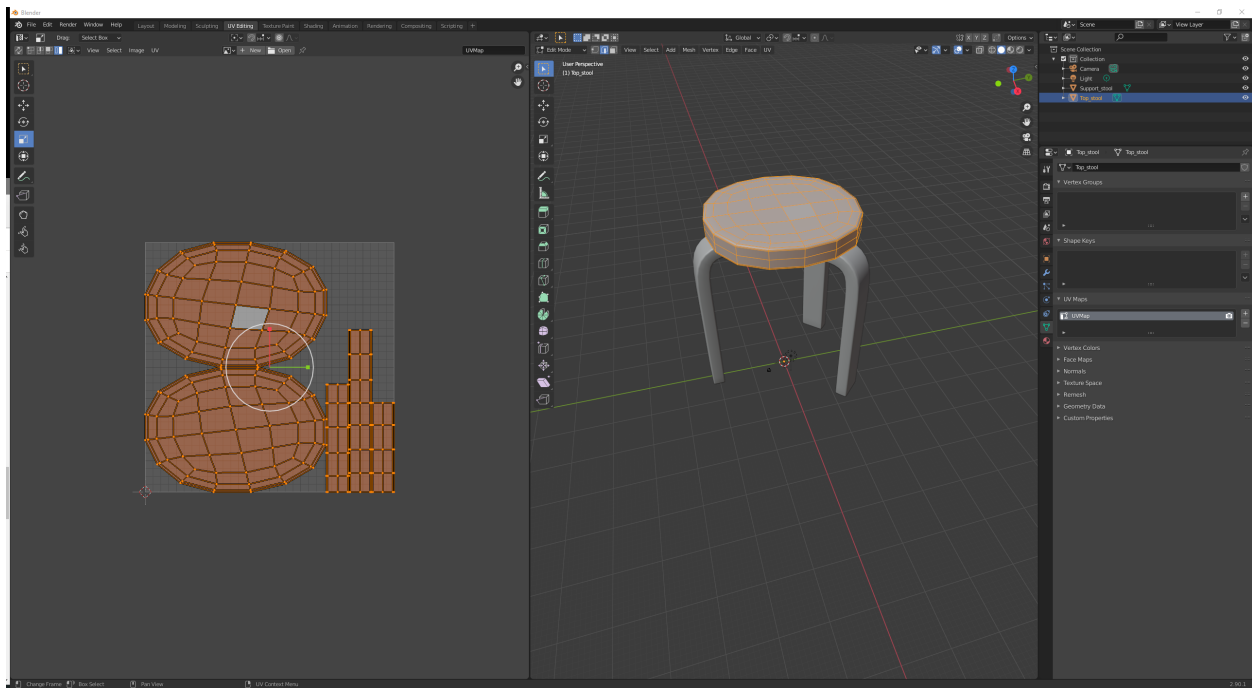 Blender
File Edit Render Window Help Layout Modeling Sculpting UV Editing Texture Paint Shading Animation Rendering Compositing Scripting + Scene View Layer
Drag: Select Box Global Options
View Select Image UV + New Open UVMap Edit Mode View Select Add Mesh Vertex Edge Face UV X Y Z
User Perspective
(1) Top_stool
Scene Collection
Collection
Camera
Light
Support_stool
Top_stool
Top_stool Top_stool
Top_stool
Vertex Groups
Shape Keys
UV Maps
UVMap
Vertex Colors
Face Maps
Normals
Texture Space
Remesh
Geometry Data
Custom Properties
Change Frame Box Select Pan View UV Context Menu 2.90.1